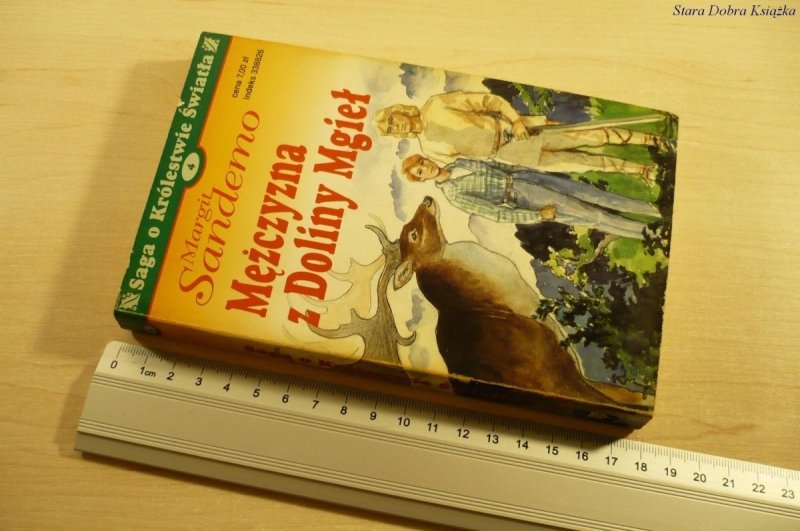 Stara Dobra Książka
Saga o Królestwie Światła
4
cena 7,00 zł
indeks 338826
Margit
Sandemo
Mężczyzna
z Doliny Mgieł
0 1cm 2 3 4 5 6 7 8 9 10 11 12 13 14 15 16 17 18 19 20 21 22 23